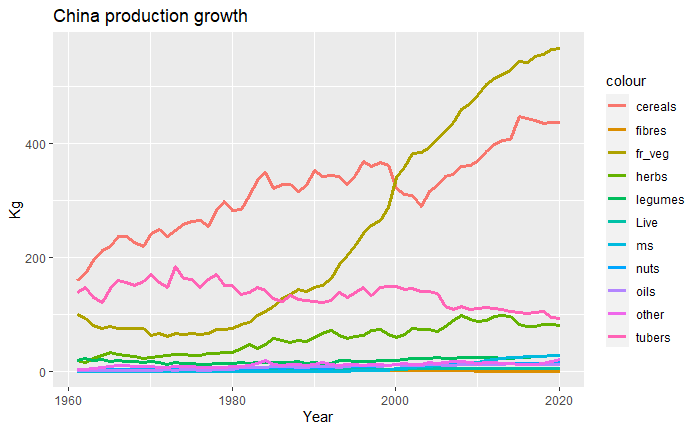 China production growth
Kg
400
200
0
1960
1980
2000
2020
Year
colour
cereals
fibres
fr_veg
herbs
legumes
Live
ms
nuts
oils
other
tubers